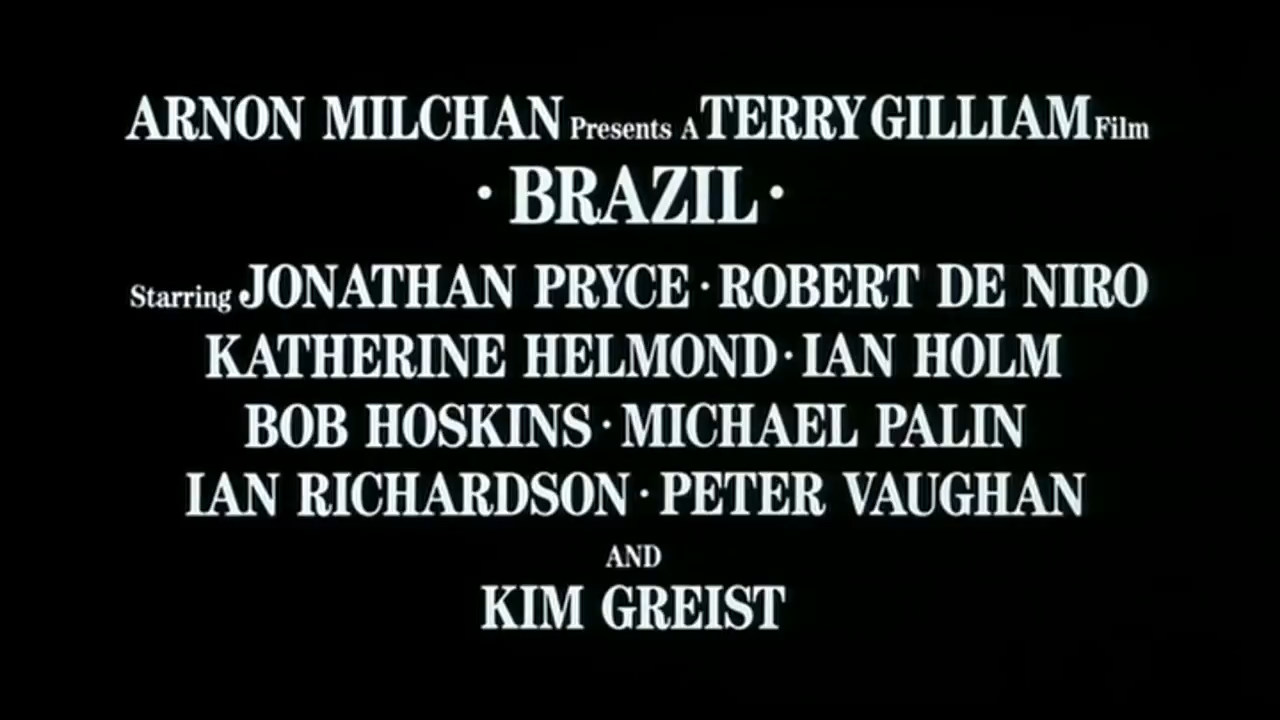 ARNON MILCHAN Presents A TERRY GILLIAM Film
· BRAZIL ·
Starring JONATHAN PRYCE · ROBERT DE NIRO
KATHERINE HELMOND · IAN HOLM
BOB HOSKINS · MICHAEL PALIN
IAN RICHARDSON · PETER VAUGHAN
AND
KIM GREIST